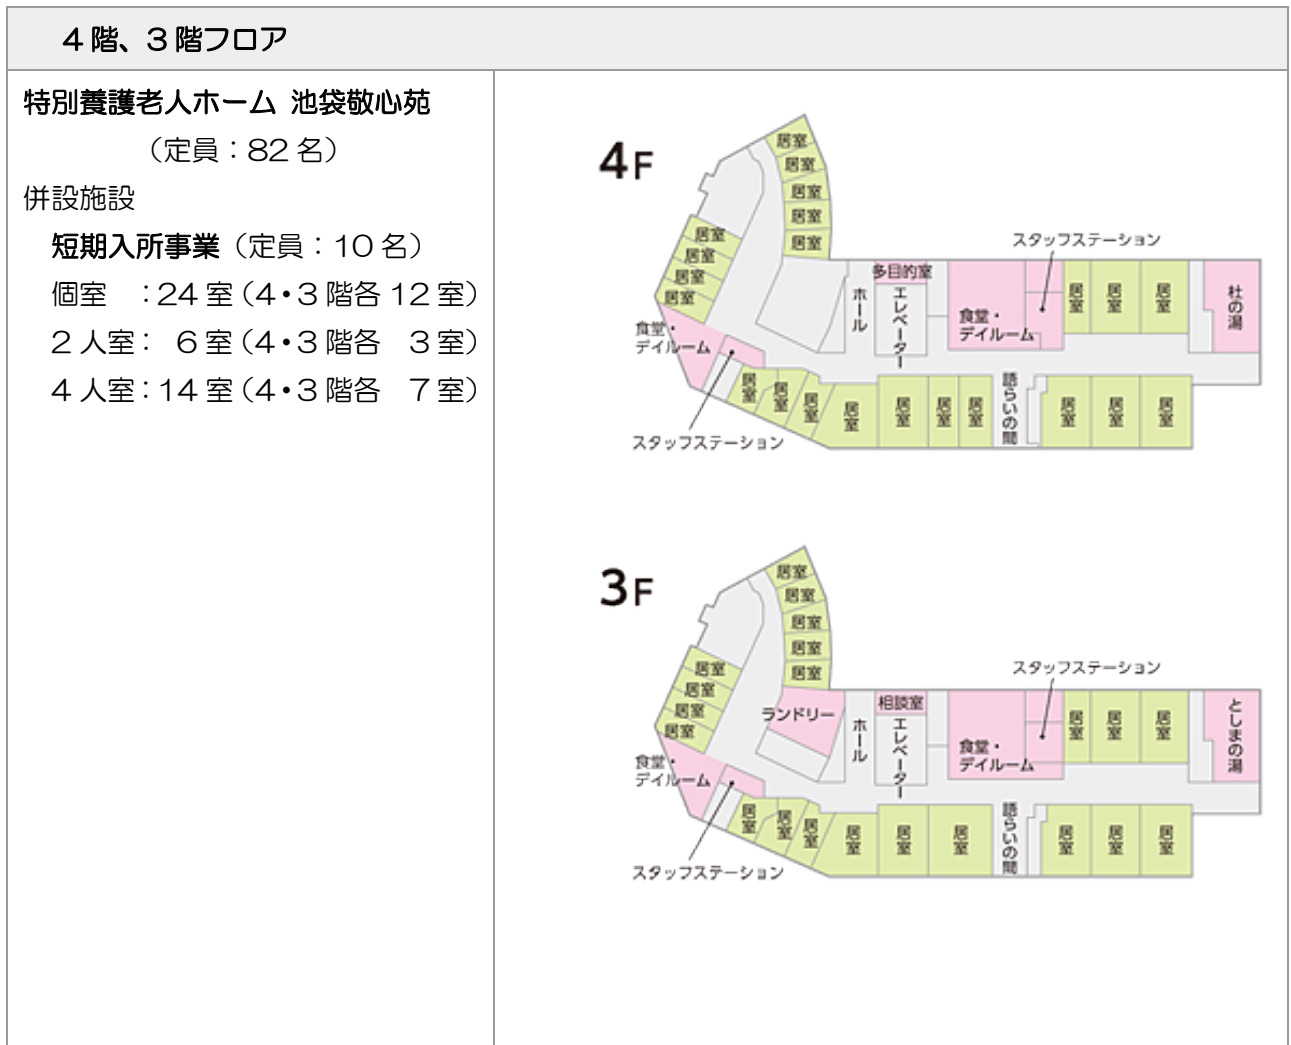 4階、3階フロア
特別養護老人ホーム 池袋敬心苑
（定員：82名）
併設施設
短期入所事業（定員：10名）
個室　：24室（4・3階各12室）
2人室：　6室（4・3階各　3室）
4人室：14室（4・3階各　7室）
4F
居室
居室
居室
居室
居室
居室
居室
居室
居室
食堂・
デイルーム
スタッフステーション
多目的室
ホール
エレベーター
食堂・
デイルーム
スタッフステーション
居室
居室
居室
杜の湯
居室
居室
居室
居室
居室
居室
居室
語らいの間
居室
居室
居室
3F
居室
居室
居室
居室
居室
居室
居室
居室
居室
食堂・
デイルーム
スタッフステーション
ランドリー
相談室
ホール
エレベーター
食堂・
デイルーム
スタッフステーション
居室
居室
居室
としまの湯
居室
居室
居室
居室
居室
居室
語らいの間
居室
居室
居室